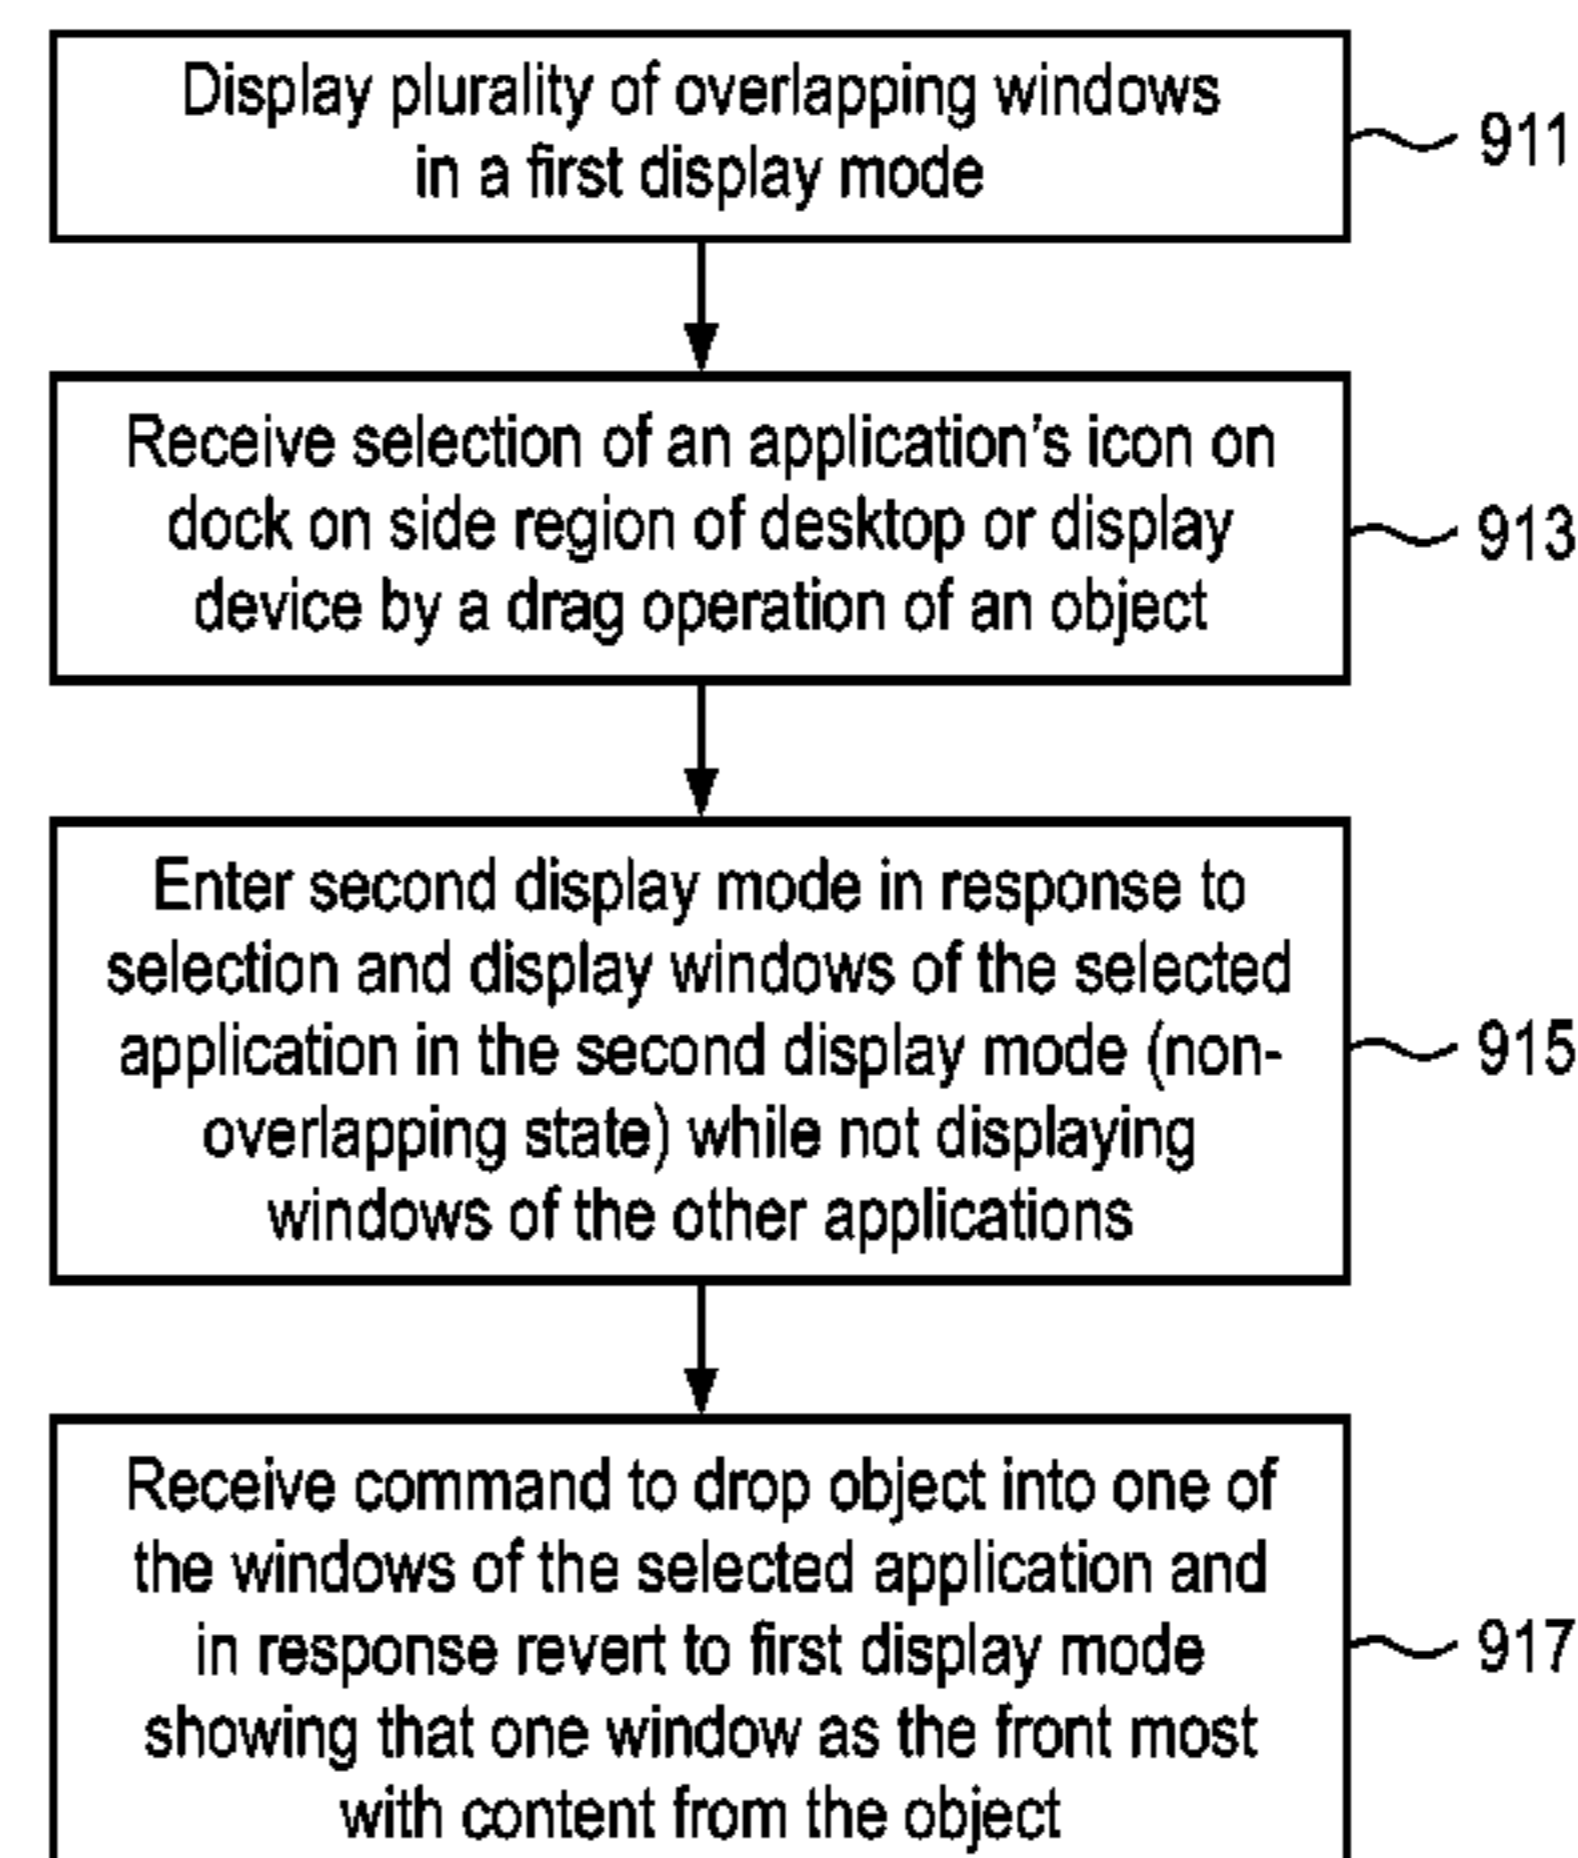 Display plurality of overlapping windows
in a first display mode
911
Receive selection of an application's icon on
dock on side region of desktop or display
device by a drag operation of an object
913
Enter second display mode in response to
selection and display windows of the selected
application in the second display mode (non-
overlapping state) while not displaying
windows of the other applications
915
Receive command to drop object into one of
the windows of the selected application and
in response revert to first display mode
showing that one window as the front most
with content from the object
917